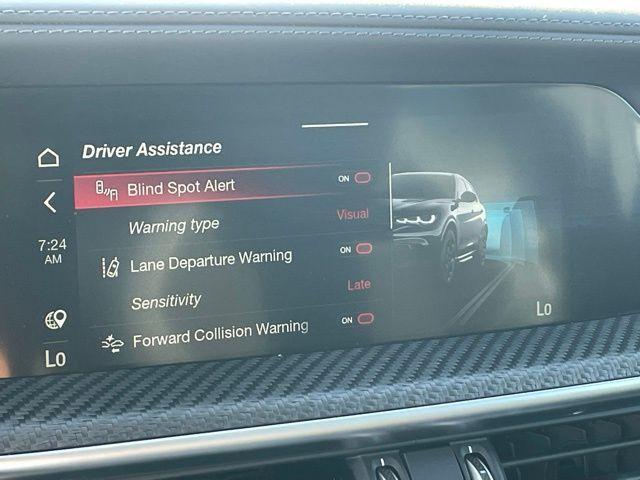 Driver Assistance
Blind Spot Alert ON
Warning type Visual
7:24
AM
Lane Departure Warning ON
Sensitivity Late
Forward Collision Warning ON
Lo
Lo